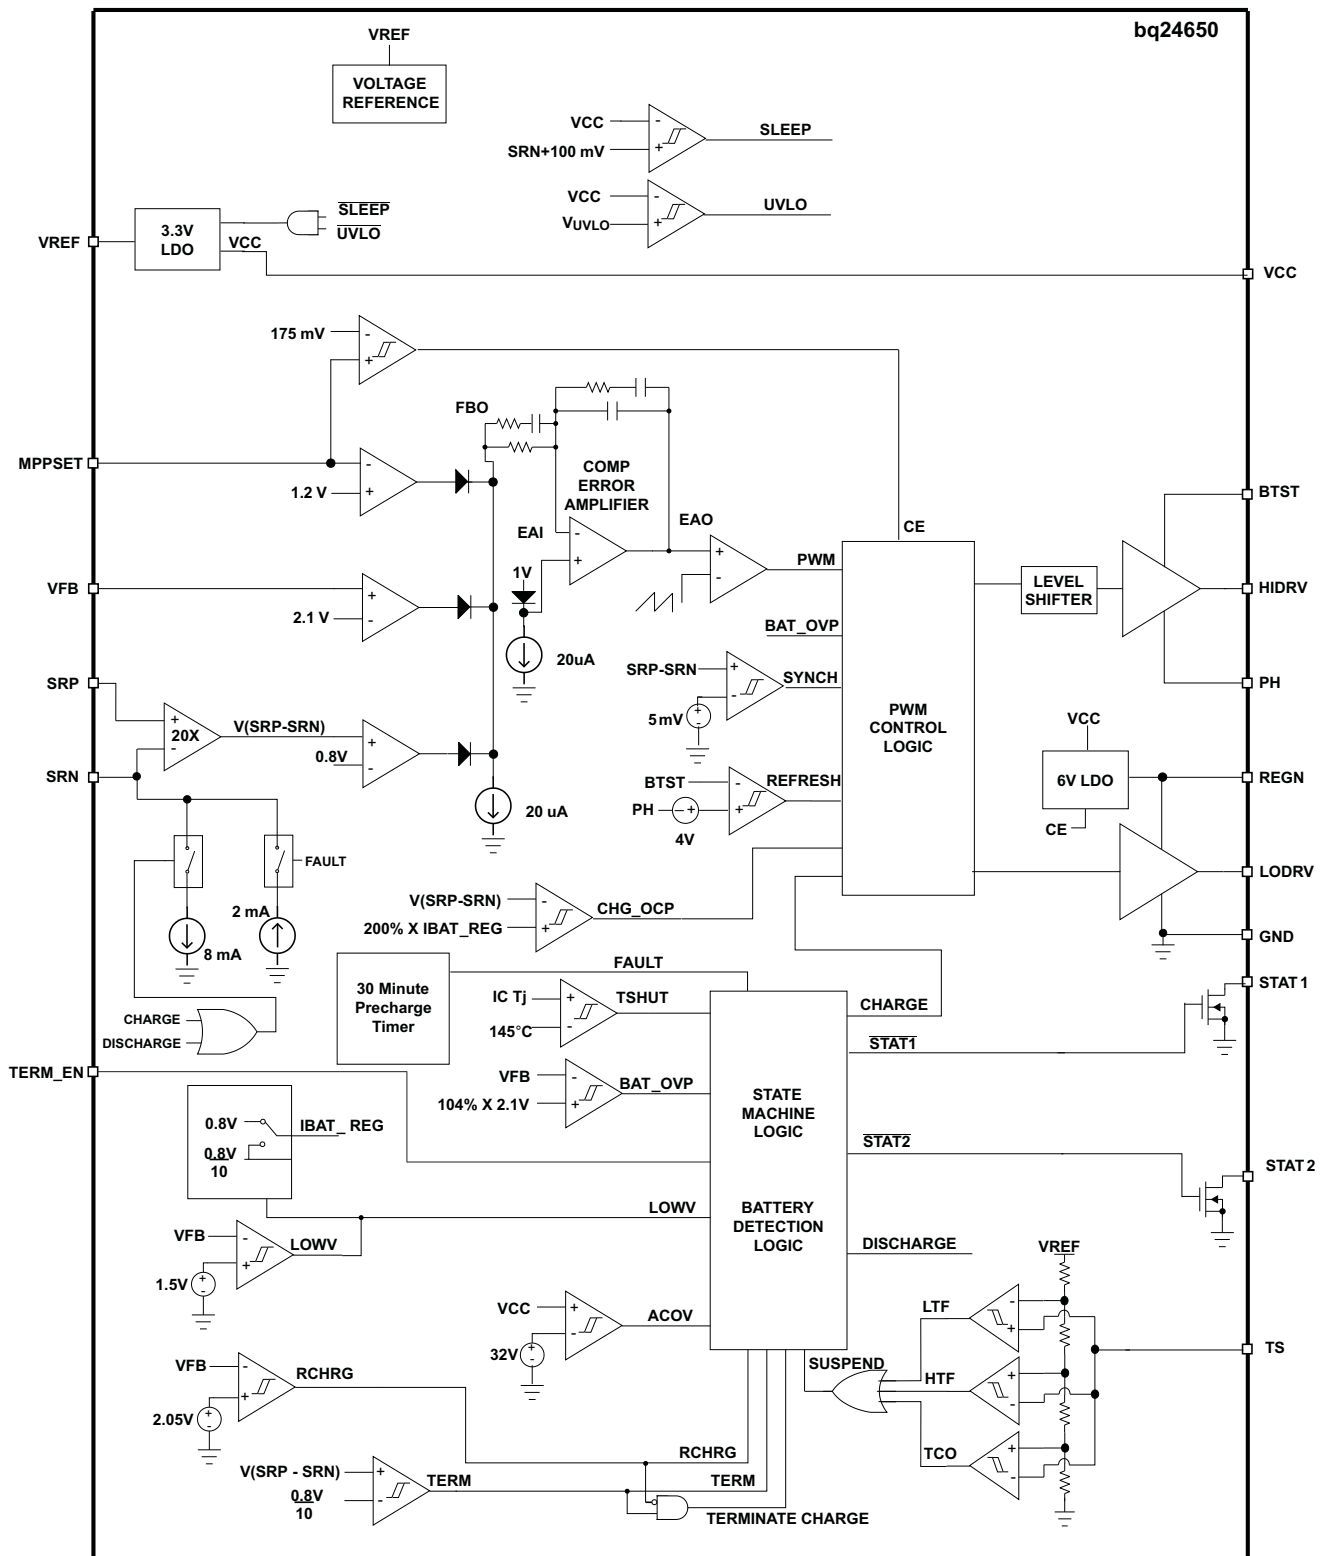 bq24650
VREF
VOLTAGE
REFERENCE
VCC
SRN+100 mV
SLEEP
VCC
VUVLO
UVLO
SLEEP
UVLO
3.3V
LDO
VCC
VREF
VCC
175 mV
FBO
MPPSET
1.2 V
COMP
ERROR
AMPLIFIER
EAI
EAO
CE
BTST
PWM
1V
LEVEL
SHIFTER
HIDRV
VFB
2.1 V
BAT_OVP
20uA
SRP-SRN
SYNCH
5 mV
PWM
CONTROL
LOGIC
PH
SRP
20X
V(SRP-SRN)
0.8V
SRN
VCC
6V LDO
REGN
CE
BTST
REFRESH
PH
4V
20 uA
FAULT
LODRV
2 mA
8 mA
V(SRP-SRN)
200% X IBAT_REG
CHG_OCP
GND
FAULT
30 Minute
Precharge
Timer
IC Tj
145°C
TSHUT
CHARGE
STAT1
STAT 1
CHARGE
DISCHARGE
TERM_EN
VFB
104% X 2.1V
BAT_OVP
STATE
MACHINE
LOGIC
0.8V
IBAT_ REG
0.8V
10
STAT2
STAT 2
LOWV
BATTERY
DETECTION
LOGIC
VFB
LOWV
1.5V
DISCHARGE
VREF
VCC
ACOV
32V
LTF
TS
SUSPEND
HTF
VFB
RCHRG
2.05V
TCO
RCHRG
V(SRP - SRN)
0.8V
10
TERM
TERM
TERMINATE CHARGE